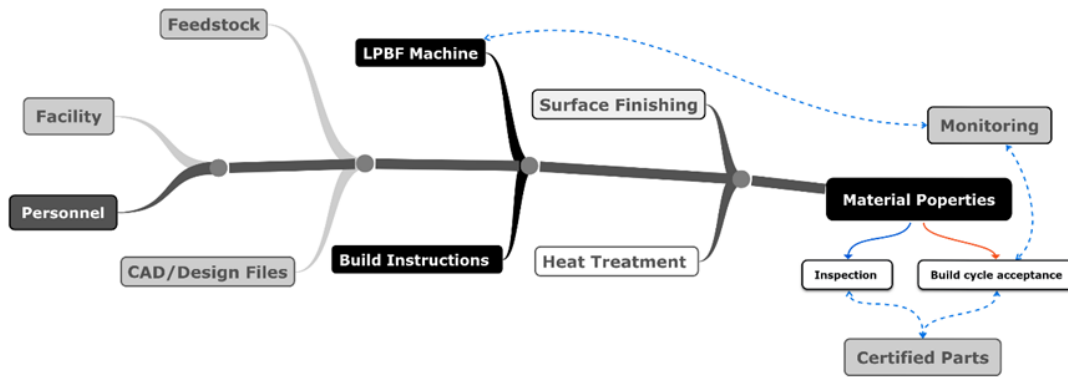 Feedstock
LPBF Machine
Surface Finishing
Facility
Monitoring
Personnel
Material Poperties
CAD/Design Files
Build Instructions
Heat Treatment
Inspection
Build cycle acceptance
Certified Parts